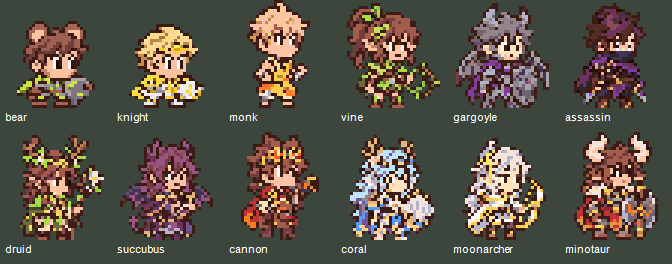 bear
knight
monk
vine
gargoyle
assassin
druid
succubus
cannon
coral
moonarcher
minotaur